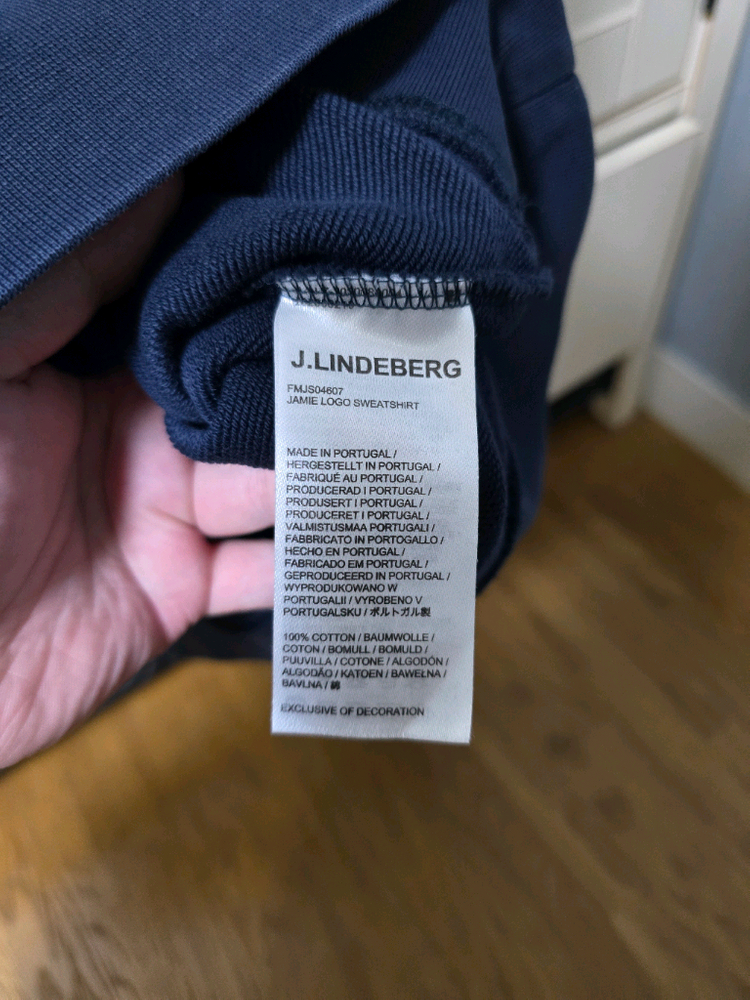 J.LINDEBERG
FMJS04607
JAMIE LOGO SWEATSHIRT
MADE IN PORTUGAL /
HERGESTELLT IN PORTUGAL /
FABRIQUÉ AU PORTUGAL /
PRODUCERAD I PORTUGAL /
PRODUSERT I PORTUGAL /
PRODUCERET I PORTUGAL /
VALMISTUSMAA PORTUGALI /
FABBRICATO IN PORTOGALLO /
HECHO EN PORTUGAL /
FABRICADO EM PORTUGAL /
GEPRODUCEERD IN PORTUGAL /
WYPRODUKOWANO W
PORTUGALII / VYROBENO V
PORTUGALSKU / ポルトガル製
100% COTTON / BAUMWOLLE /
COTON / BOMULL / BOMULD /
PUUVILLA / COTONE / ALGODÓN /
ALGODÃO / KATOEN / BAWEŁNA /
BAVLNA / 綿
EXCLUSIVE OF DECORATION